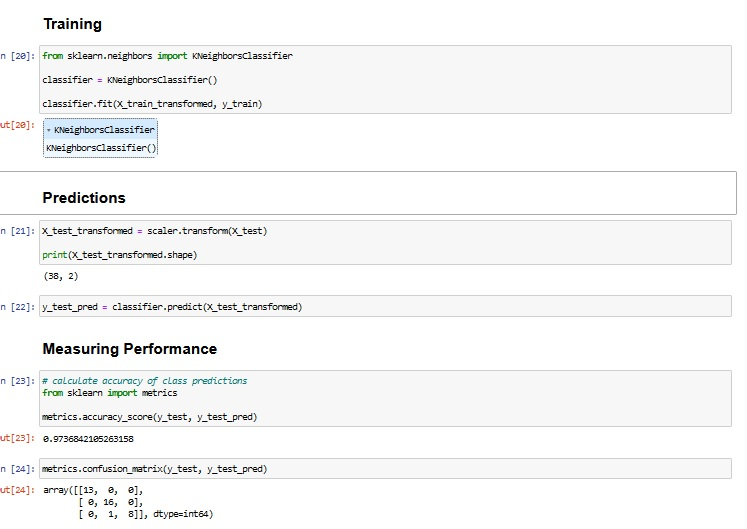 Training
n [20]: from sklearn.neighbors import KNeighborsClassifier
classifier = KNeighborsClassifier()
classifier.fit(X_train_transformed, y_train)
ut[20]: ▾ KNeighborsClassifier
KNeighborsClassifier()
Predictions
n [21]: X_test_transformed = scaler.transform(X_test)
print(X_test_transformed.shape)
(38, 2)
n [22]: y_test_pred = classifier.predict(X_test_transformed)
Measuring Performance
n [23]: # calculate accuracy of class predictions
from sklearn import metrics
metrics.accuracy_score(y_test, y_test_pred)
ut[23]: 0.9736842105263158
n [24]: metrics.confusion_matrix(y_test, y_test_pred)
ut[24]: array([[13, 0, 0],
[ 0, 16, 0],
[ 0, 1, 8]], dtype=int64)